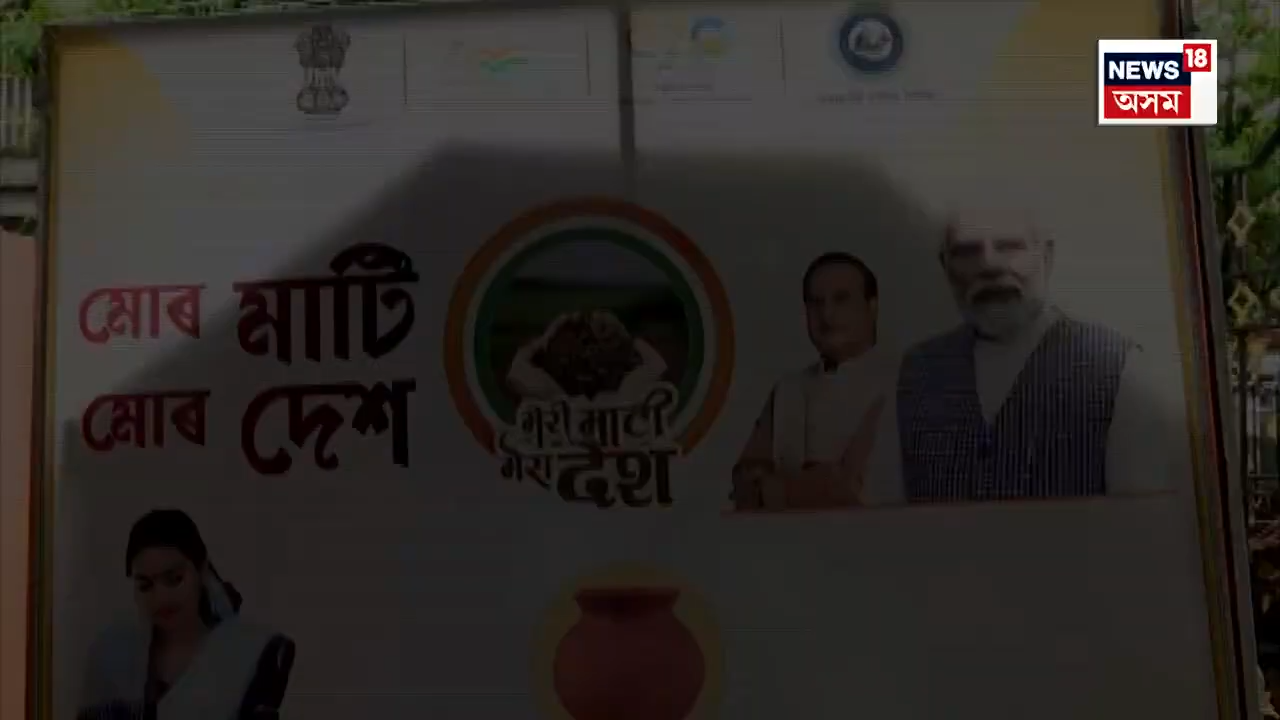 NEWS 18
অসম
মোৰ মাটি
মোৰ দেশ
मेरी माटी
मेरा देश